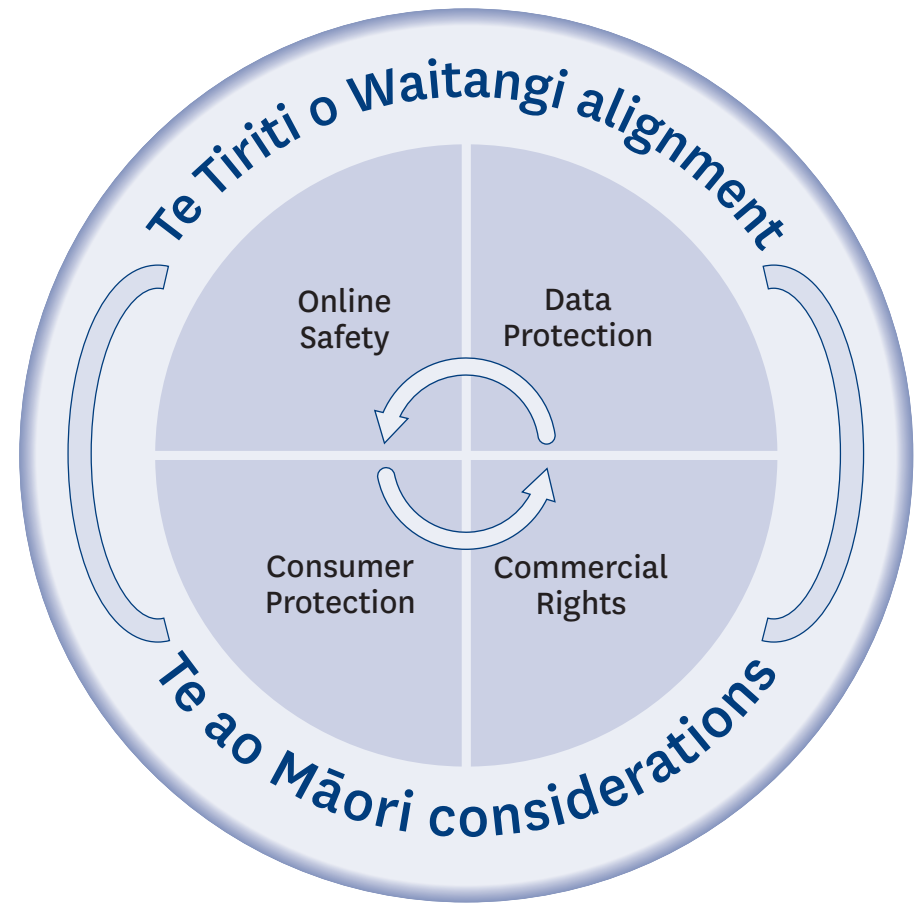 Te Tiriti o Waitangi alignment
Online
Safety
Data
Protection
Consumer
Protection
Commercial
Rights
Te ao Māori considerations